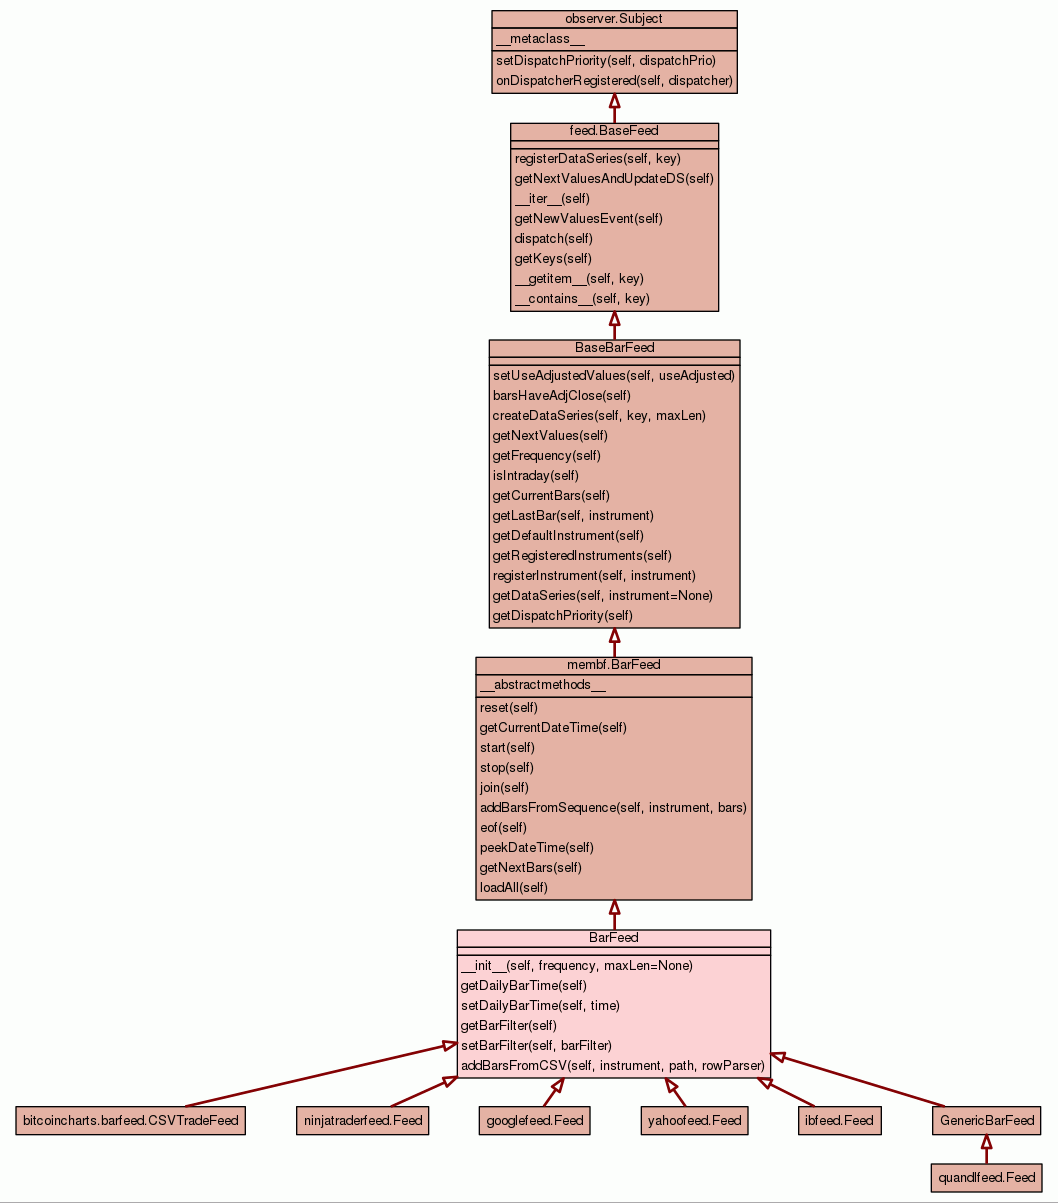 observer.Subject
__metaclass__
setDispatchPriority(self, dispatchPrio)
onDispatcherRegistered(self, dispatcher)
feed.BaseFeed
registerDataSeries(self, key)
getNextValuesAndUpdateDS(self)
__iter__(self)
getNewValuesEvent(self)
dispatch(self)
getKeys(self)
__getitem__(self, key)
__contains__(self, key)
BaseBarFeed
setUseAdjustedValues(self, useAdjusted)
barsHaveAdjClose(self)
createDataSeries(self, key, maxLen)
getNextValues(self)
getFrequency(self)
isIntraday(self)
getCurrentBars(self)
getLastBar(self, instrument)
getDefaultInstrument(self)
getRegisteredInstruments(self)
registerInstrument(self, instrument)
getDataSeries(self, instrument=None)
getDispatchPriority(self)
membf.BarFeed
__abstractmethods__
reset(self)
getCurrentDateTime(self)
start(self)
stop(self)
join(self)
addBarsFromSequence(self, instrument, bars)
eof(self)
peekDateTime(self)
getNextBars(self)
loadAll(self)
BarFeed
__init__(self, frequency, maxLen=None)
getDailyBarTime(self)
setDailyBarTime(self, time)
getBarFilter(self)
setBarFilter(self, barFilter)
addBarsFromCSV(self, instrument, path, rowParser)
bitcoincharts.barfeed.CSVTradeFeed
ninjatraderfeed.Feed
googlefeed.Feed
yahoofeed.Feed
ibfeed.Feed
GenericBarFeed
quandlfeed.Feed